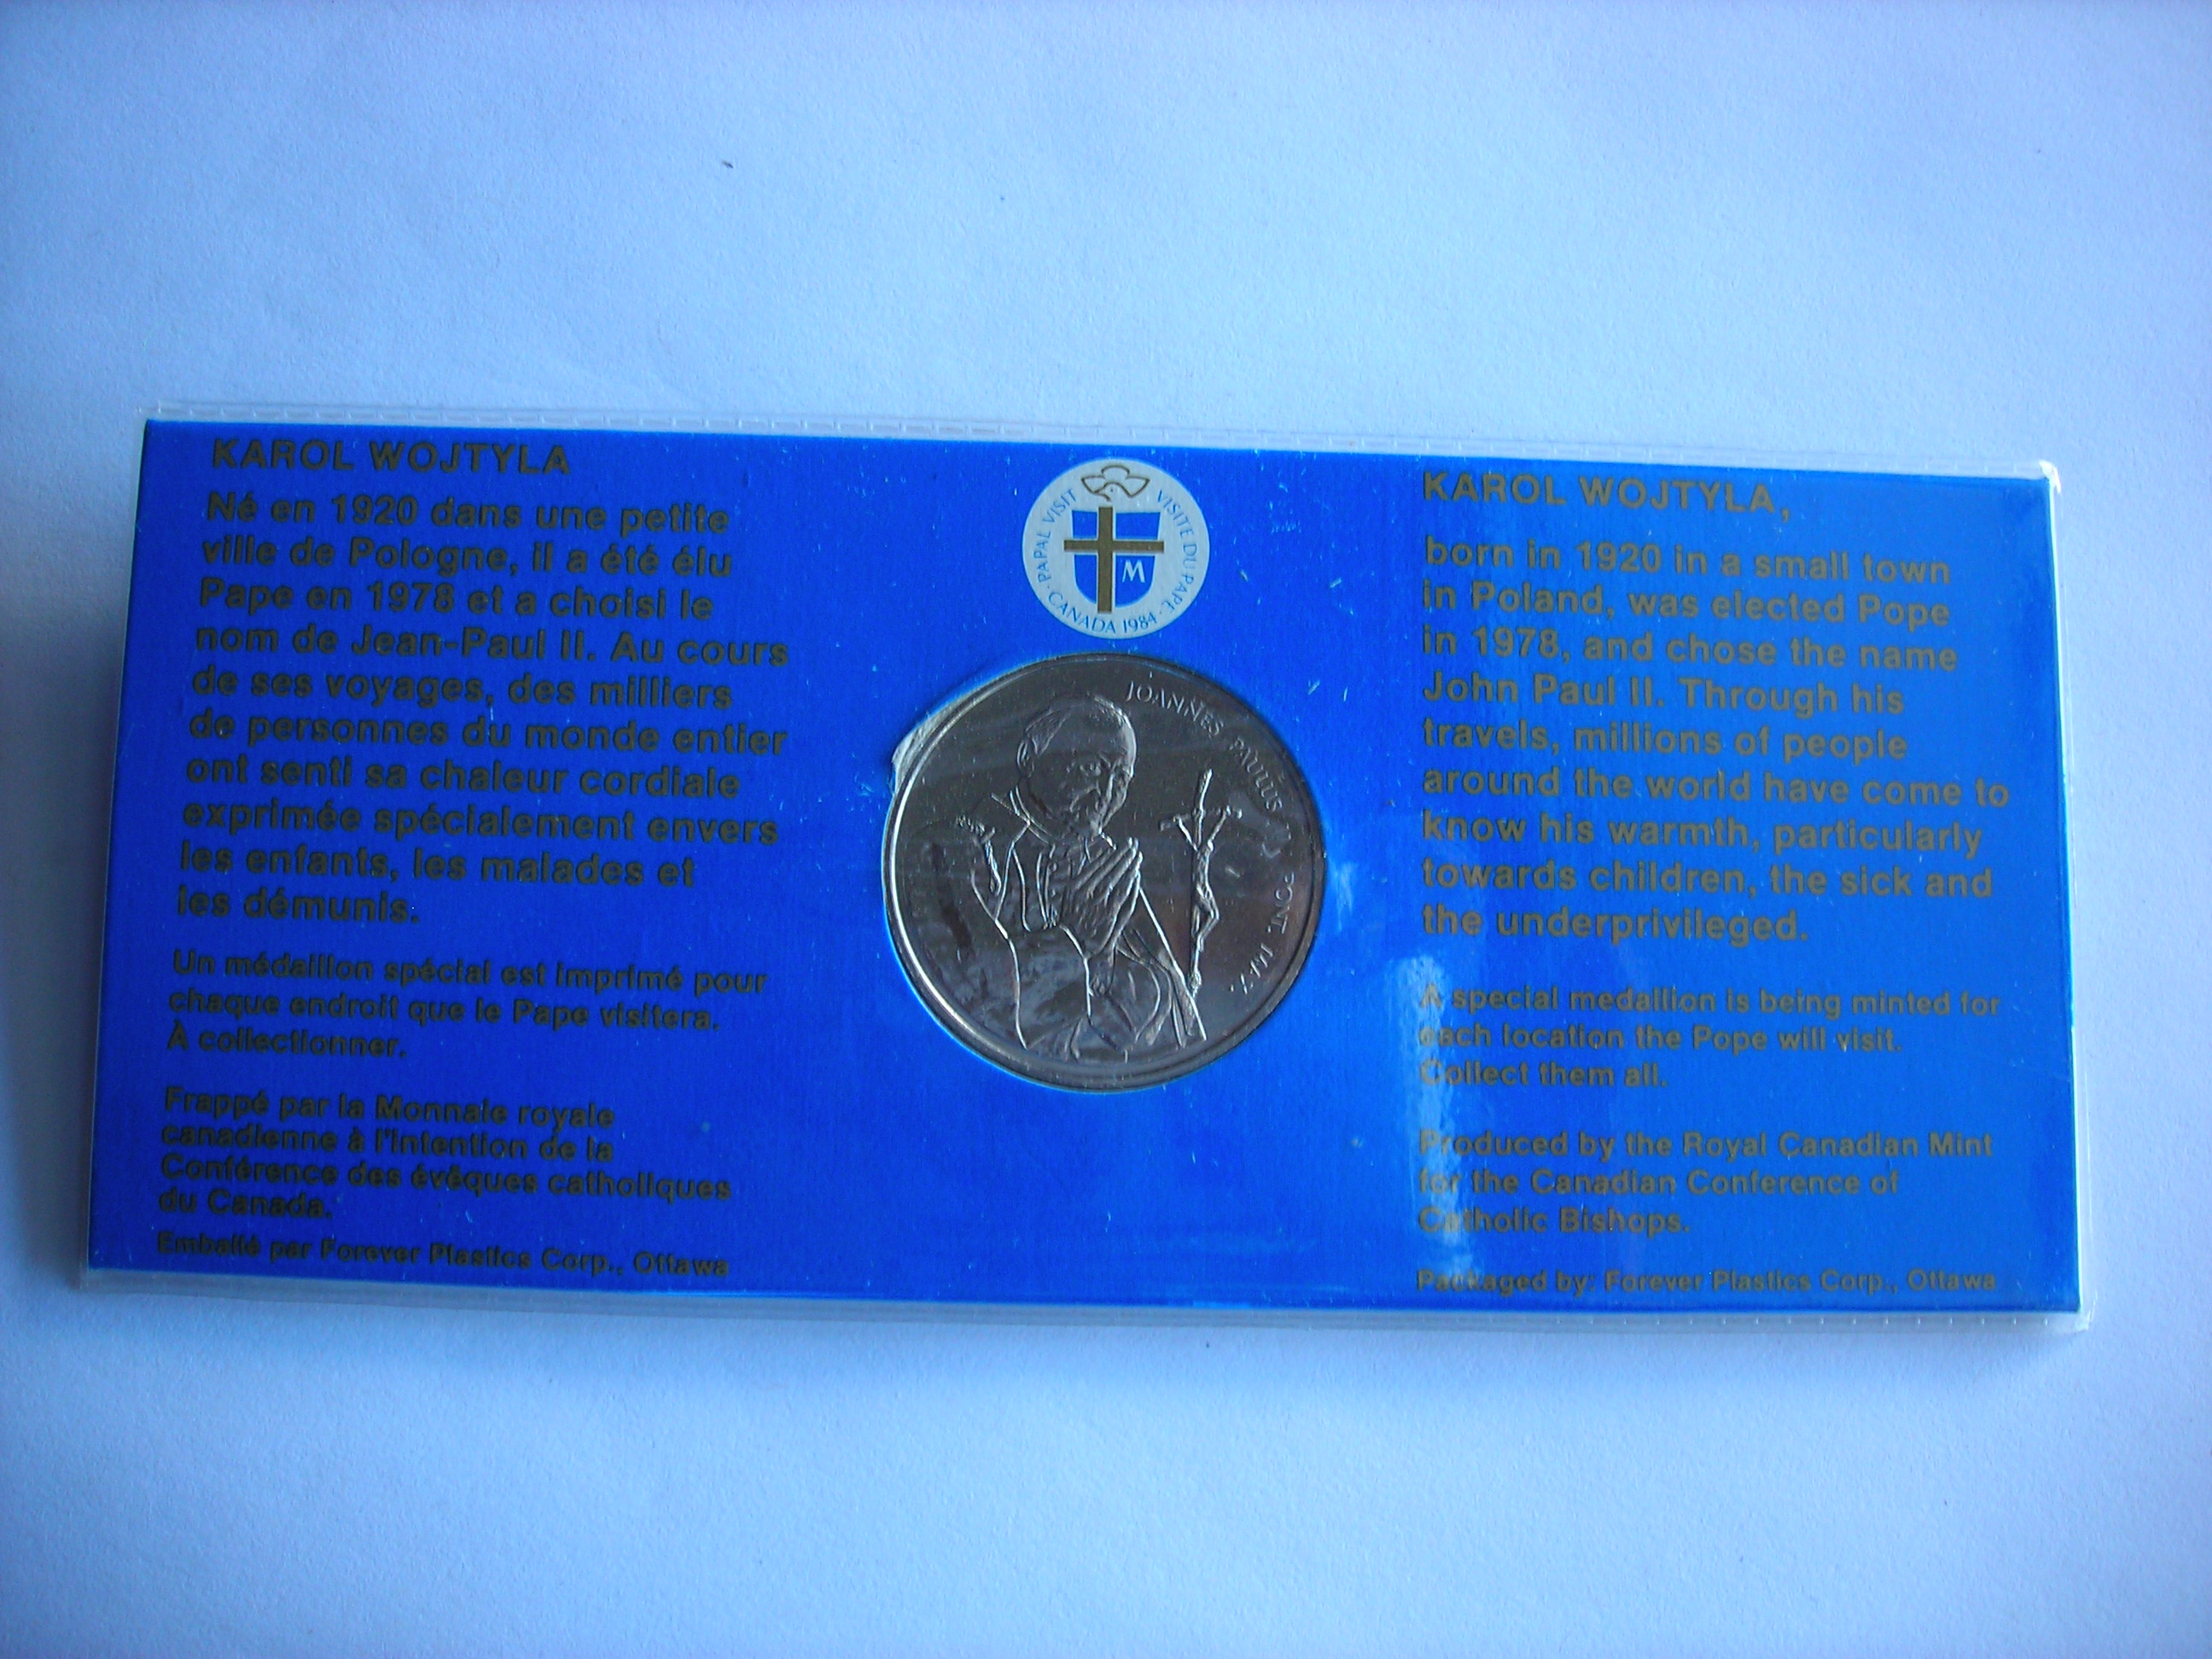 KAROL WOJTYLA
Né en 1920 dans une petite
ville de Pologne, il a été élu
Pape en 1978 et a choisi le
nom de Jean-Paul II. Au cours
de ses voyages, des milliers
de personnes du monde entier
ont senti sa chaleur cordiale
exprimée spécialement envers
les enfants, les malades et
les démunis.
Un médaillon spécial est imprimé pour
chaque endroit que le Pape visitera.
À collectionner.
Frappé par la Monnaie royale
canadienne à l'intention de la
Conférence des évêques catholiques
du Canada.
Emballé par Forever Plastics Corp., Ottawa
PAPAL VISIT · VISITE DU PAPE · CANADA 1984 ·
M
JOANNES PAULUS PONT. MAX.
KAROL WOJTYLA,
born in 1920 in a small town
in Poland, was elected Pope
in 1978, and chose the name
John Paul II. Through his
travels, millions of people
around the world have come to
know his warmth, particularly
towards children, the sick and
the underprivileged.
A special medallion is being minted for
each location the Pope will visit.
Collect them all.
Produced by the Royal Canadian Mint
for the Canadian Conference of
Catholic Bishops.
Packaged by: Forever Plastics Corp., Ottawa